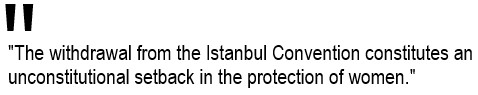 "
"The withdrawal from the Istanbul Convention constitutes an
unconstitutional setback in the protection of women."